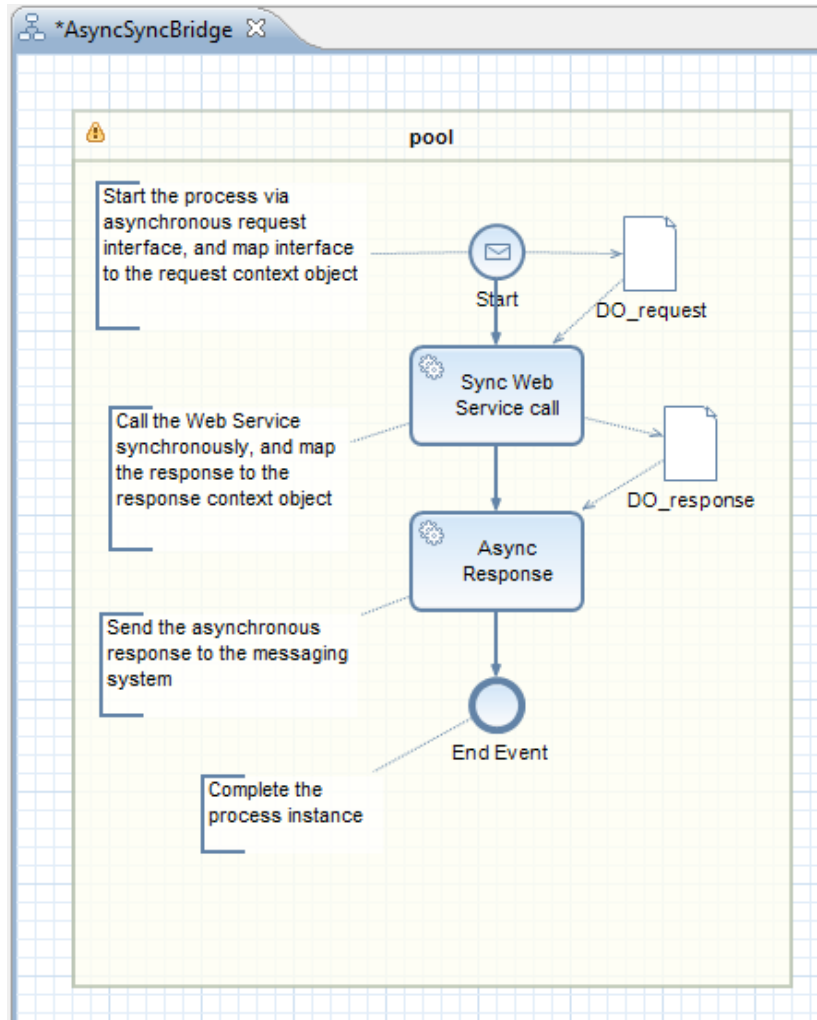 *AsyncSyncBridge
pool
Start the process via
asynchronous request
interface, and map interface
to the request context object
Start
DO_request
Sync Web
Service call
Call the Web Service
synchronously, and map
the response to the
response context object
DO_response
Async
Response
Send the asynchronous
response to the messaging
system
End Event
Complete the
process instance